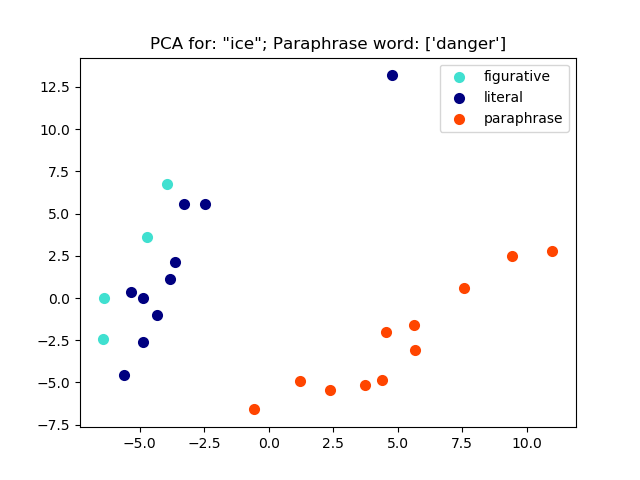 PCA for: "ice"; Paraphrase word: ['danger']
figurative
literal
paraphrase
12.5
10.0
7.5
5.0
2.5
0.0
−2.5
−5.0
−7.5
−5.0 −2.5 0.0 2.5 5.0 7.5 10.0